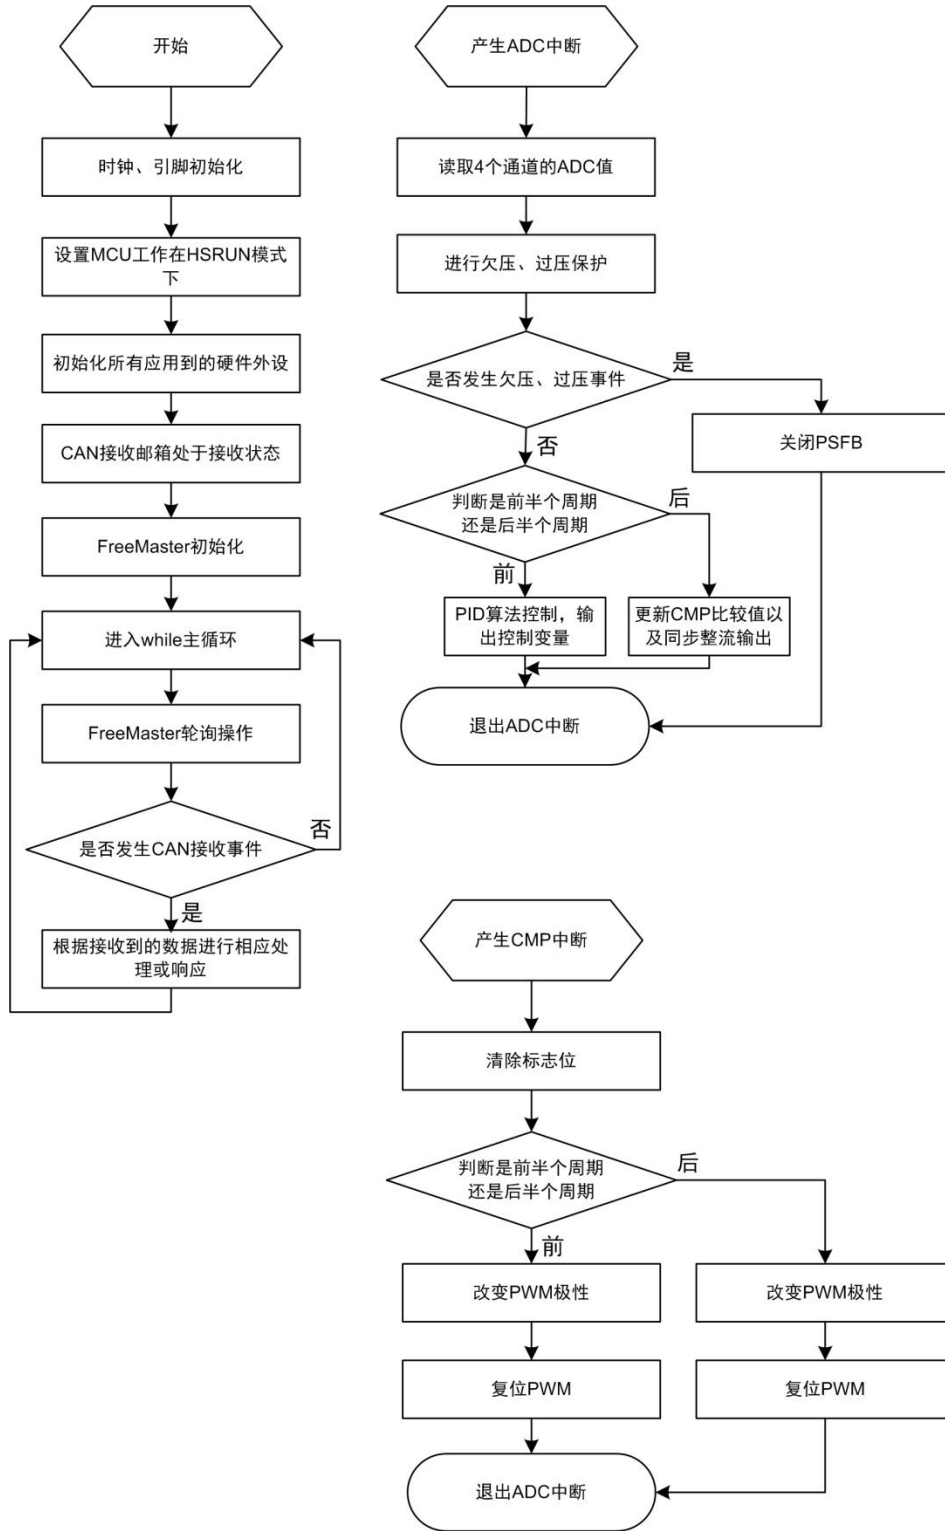 开始
时钟、引脚初始化
设置MCU工作在HSRUN模式
下
初始化所有应用到的硬件外设
CAN接收邮箱处于接收状态
FreeMaster初始化
进入while主循环
FreeMaster轮询操作
是否发生CAN接收事件
否
是
根据接收到的数据进行相应处
理或响应
产生ADC中断
读取4个通道的ADC值
进行欠压、过压保护
是否发生欠压、过压事件
是
关闭PSFB
否
判断是前半个周期
还是后半个周期
后
前
PID算法控制，输
出控制变量
更新CMP比较值以
及同步整流输出
退出ADC中断
产生CMP中断
清除标志位
判断是前半个周期
还是后半个周期
后
前
改变PWM极性
改变PWM极性
复位PWM
复位PWM
退出ADC中断